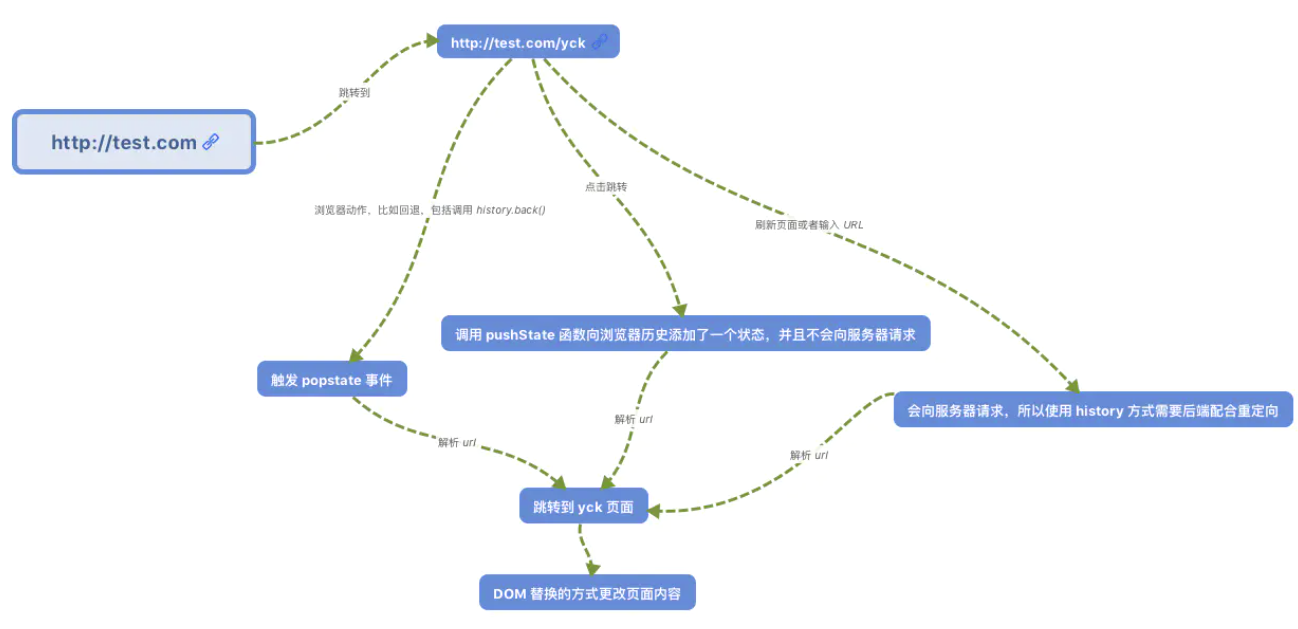 http://test.com/yck
跳转到
http://test.com
点击跳转
浏览器动作，比如回退，包括调用 history.back()
刷新页面或者输入 URL
调用 pushState 函数向浏览器历史添加了一个状态，并且不会向服务器请求
触发 popstate 事件
会向服务器请求，所以使用 history 方式需要后端配合重定向
解析 url
解析 url
解析 url
跳转到 yck 页面
DOM 替换的方式更改页面内容